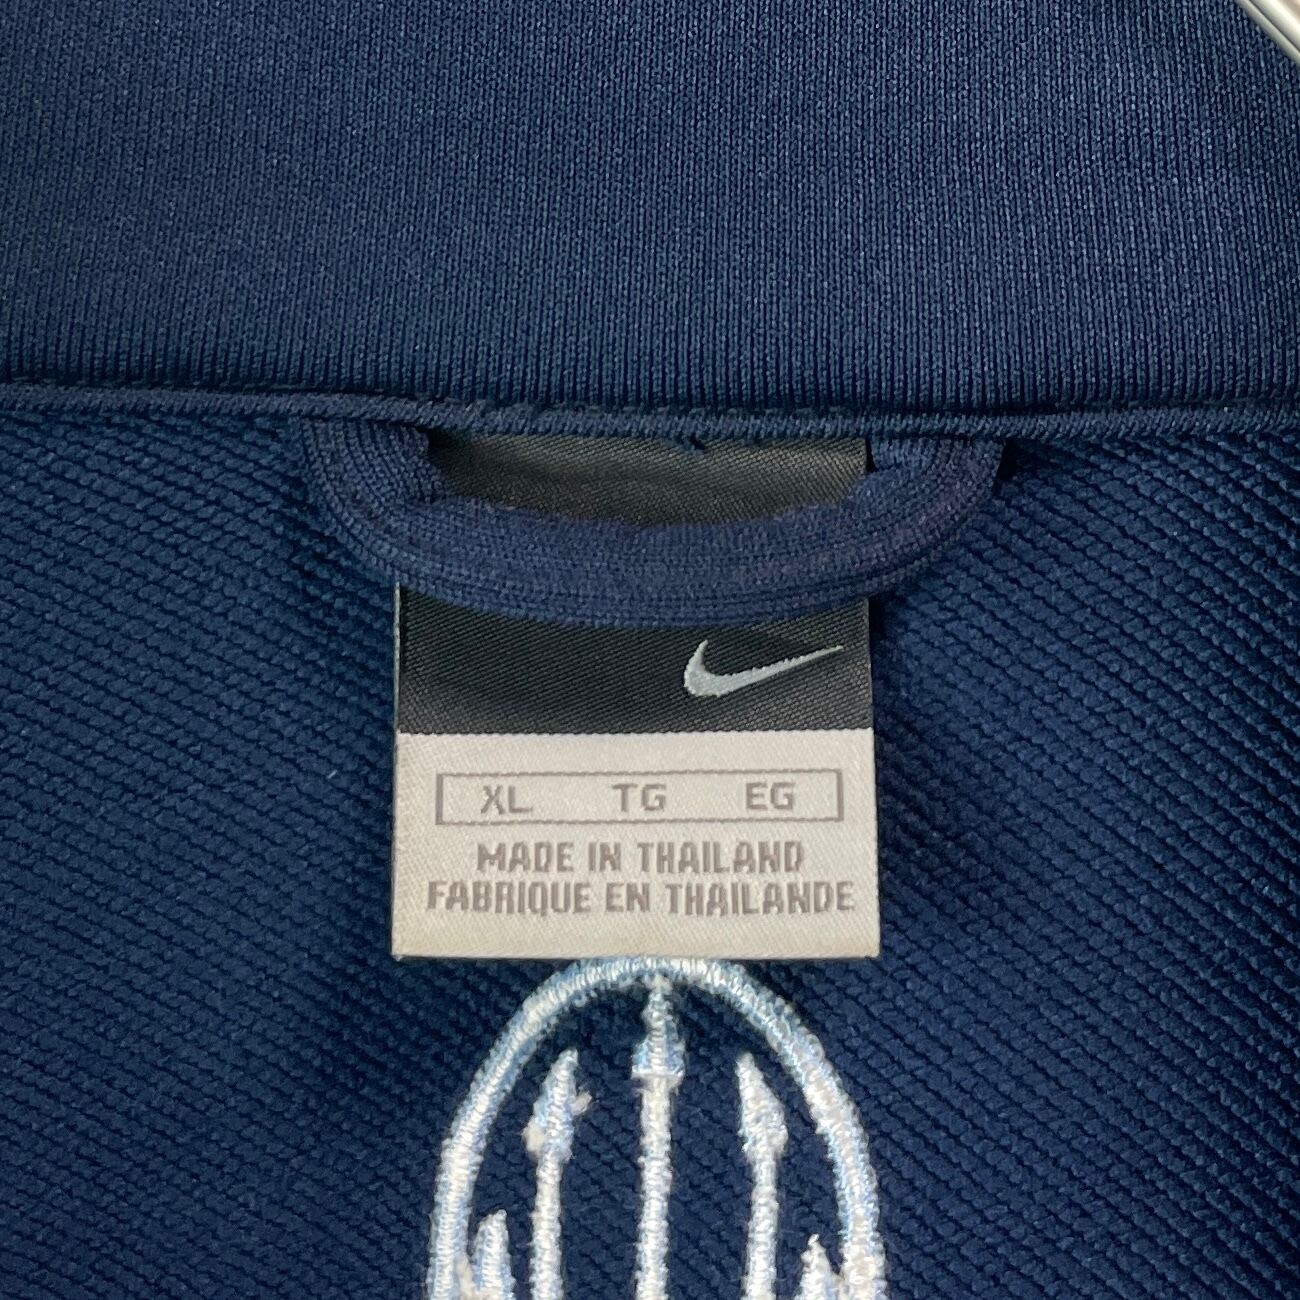 XL TG EG
MADE IN THAILAND
FABRIQUE EN THAILANDE